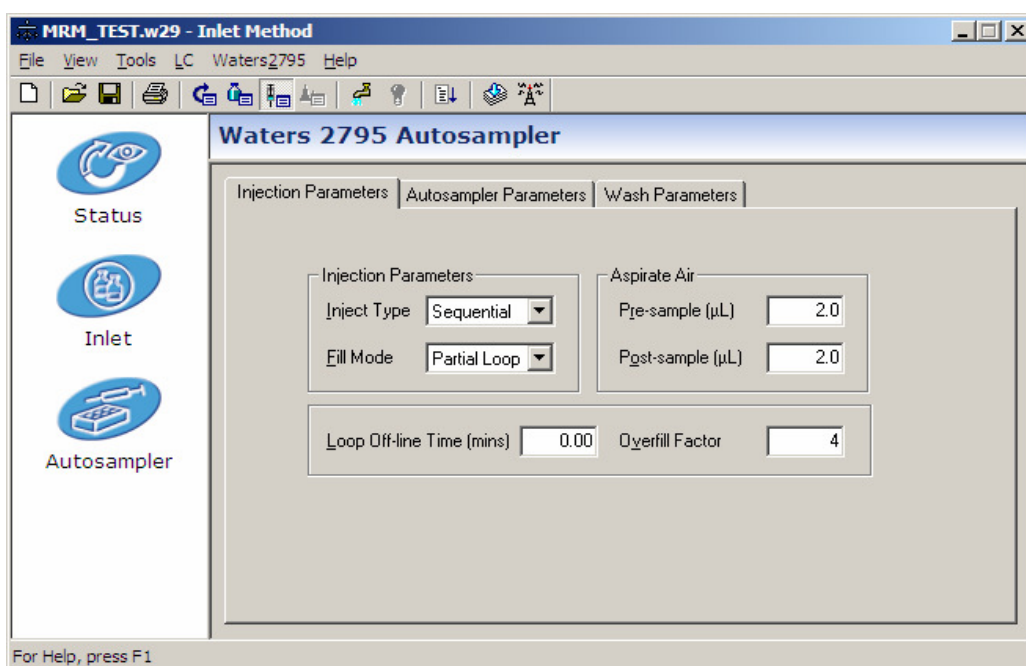 MRM_TEST.w29 - Inlet Method
File View Tools LC Waters2795 Help
Waters 2795 Autosampler
Status
Inlet
Autosampler
Injection Parameters Autosampler Parameters Wash Parameters
Injection Parameters
Inject Type Sequential
Fill Mode Partial Loop
Aspirate Air
Pre-sample (µL) 2.0
Post-sample (µL) 2.0
Loop Off-line Time (mins) 0.00 Overfill Factor 4
For Help, press F1